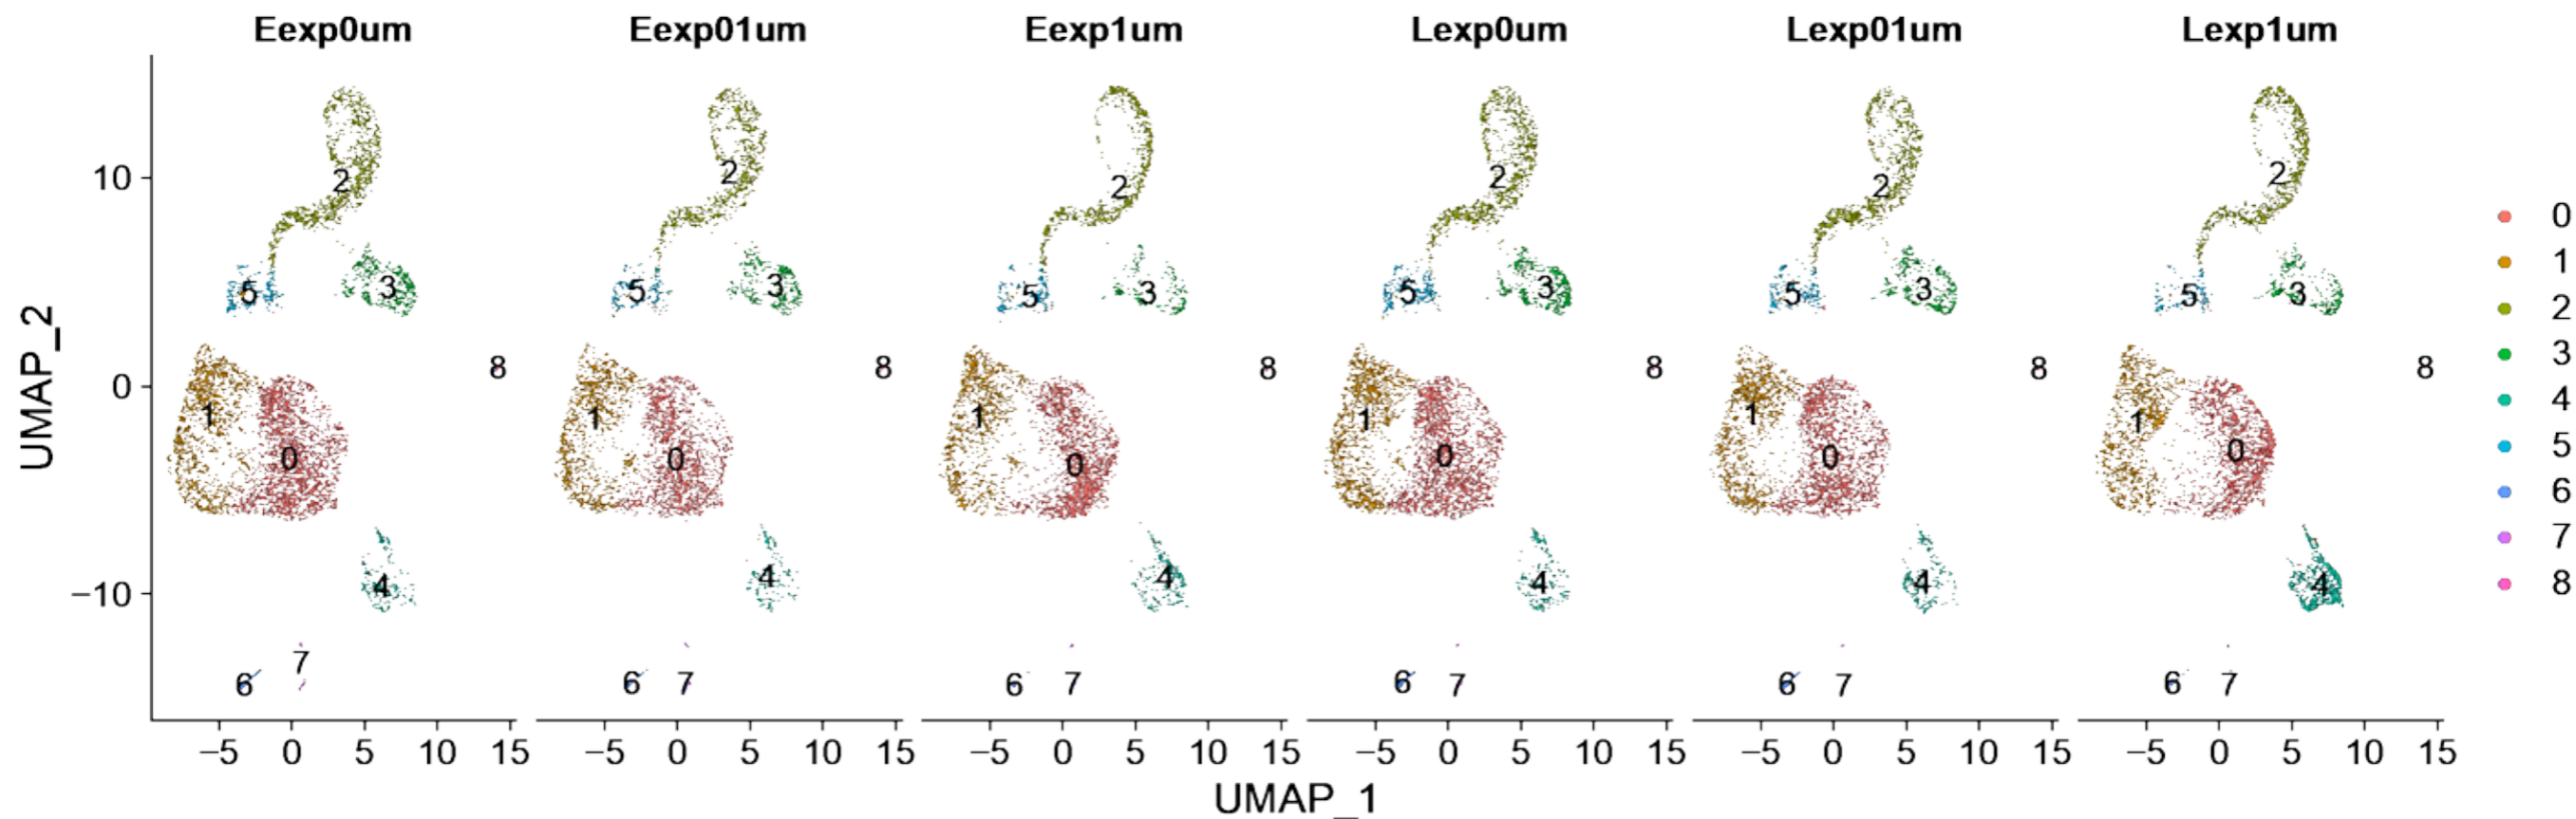 Eexp0um Eexp01um Eexp1um Lexp0um Lexp01um Lexp1um
UMAP_2
10
0
−10
2 2 2 2 2 2
5 3 5 3 5 3 5 3 5 3 5 3
8 8 8 8 8 8
1 0 1 0 1 0 1 0 1 0 1 0
4 4 4 4 4 4
6 7 6 7 6 7 6 7 6 7 6 7
−5 0 5 10 15 −5 0 5 10 15 −5 0 5 10 15 −5 0 5 10 15 −5 0 5 10 15 −5 0 5 10 15
UMAP_1
0
1
2
3
4
5
6
7
8